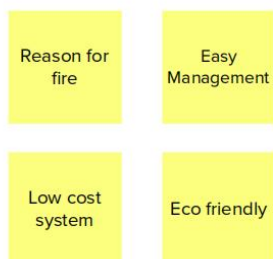 Reason for
fire
Easy
Management
Low cost
system
Eco friendly